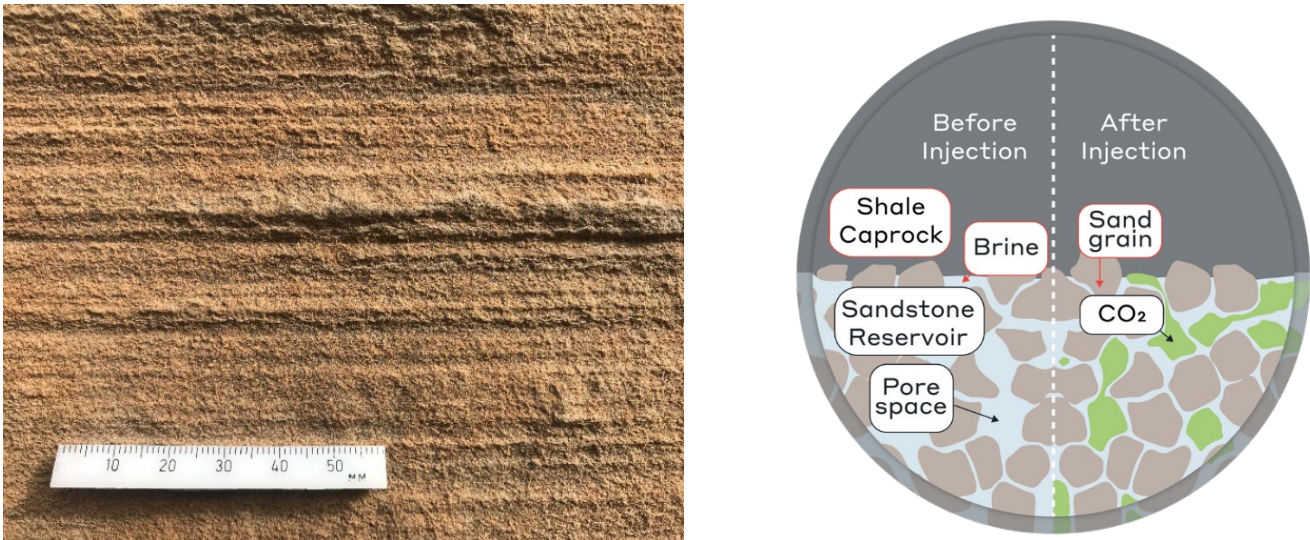 10 20 30 40 50
MM
Before
Injection
After
Injection
Shale
Caprock
Brine
Sand
grain
Sandstone
Reservoir
CO₂
Pore
space